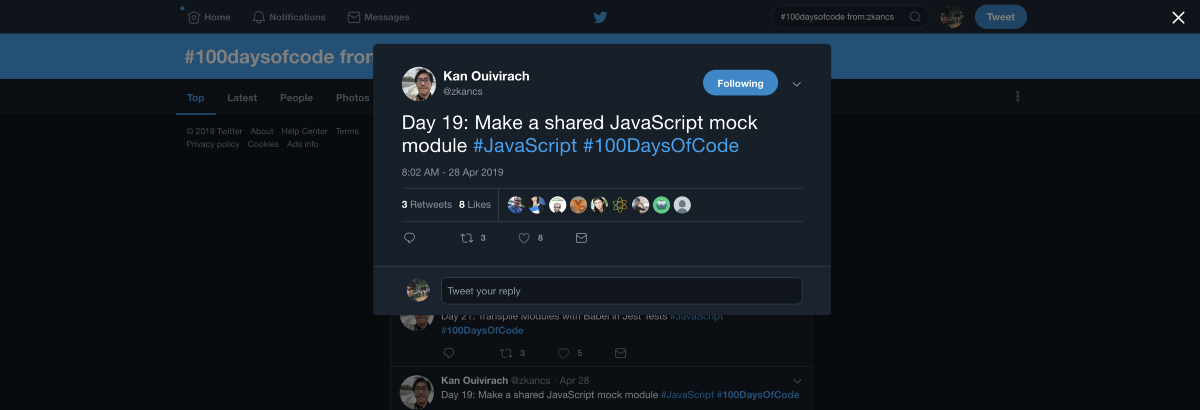 Home Notifications Messages
#100daysofcode from:zkancs
Tweet
#100daysofcode from
Top Latest People Photos
© 2019 Twitter About Help Center Terms
Privacy policy Cookies Ads info
Kan Ouivirach
@zkancs
Following
Day 19: Make a shared JavaScript mock
module #JavaScript #100DaysOfCode
8:02 AM - 28 Apr 2019
3 Retweets 8 Likes
3 8
Tweet your reply
Day 21: Transpile Modules with Babel in Jest Tests #JavaScript
#100DaysOfCode
3 5
Kan Ouivirach @zkancs · Apr 28
Day 19: Make a shared JavaScript mock module #JavaScript #100DaysOfCode